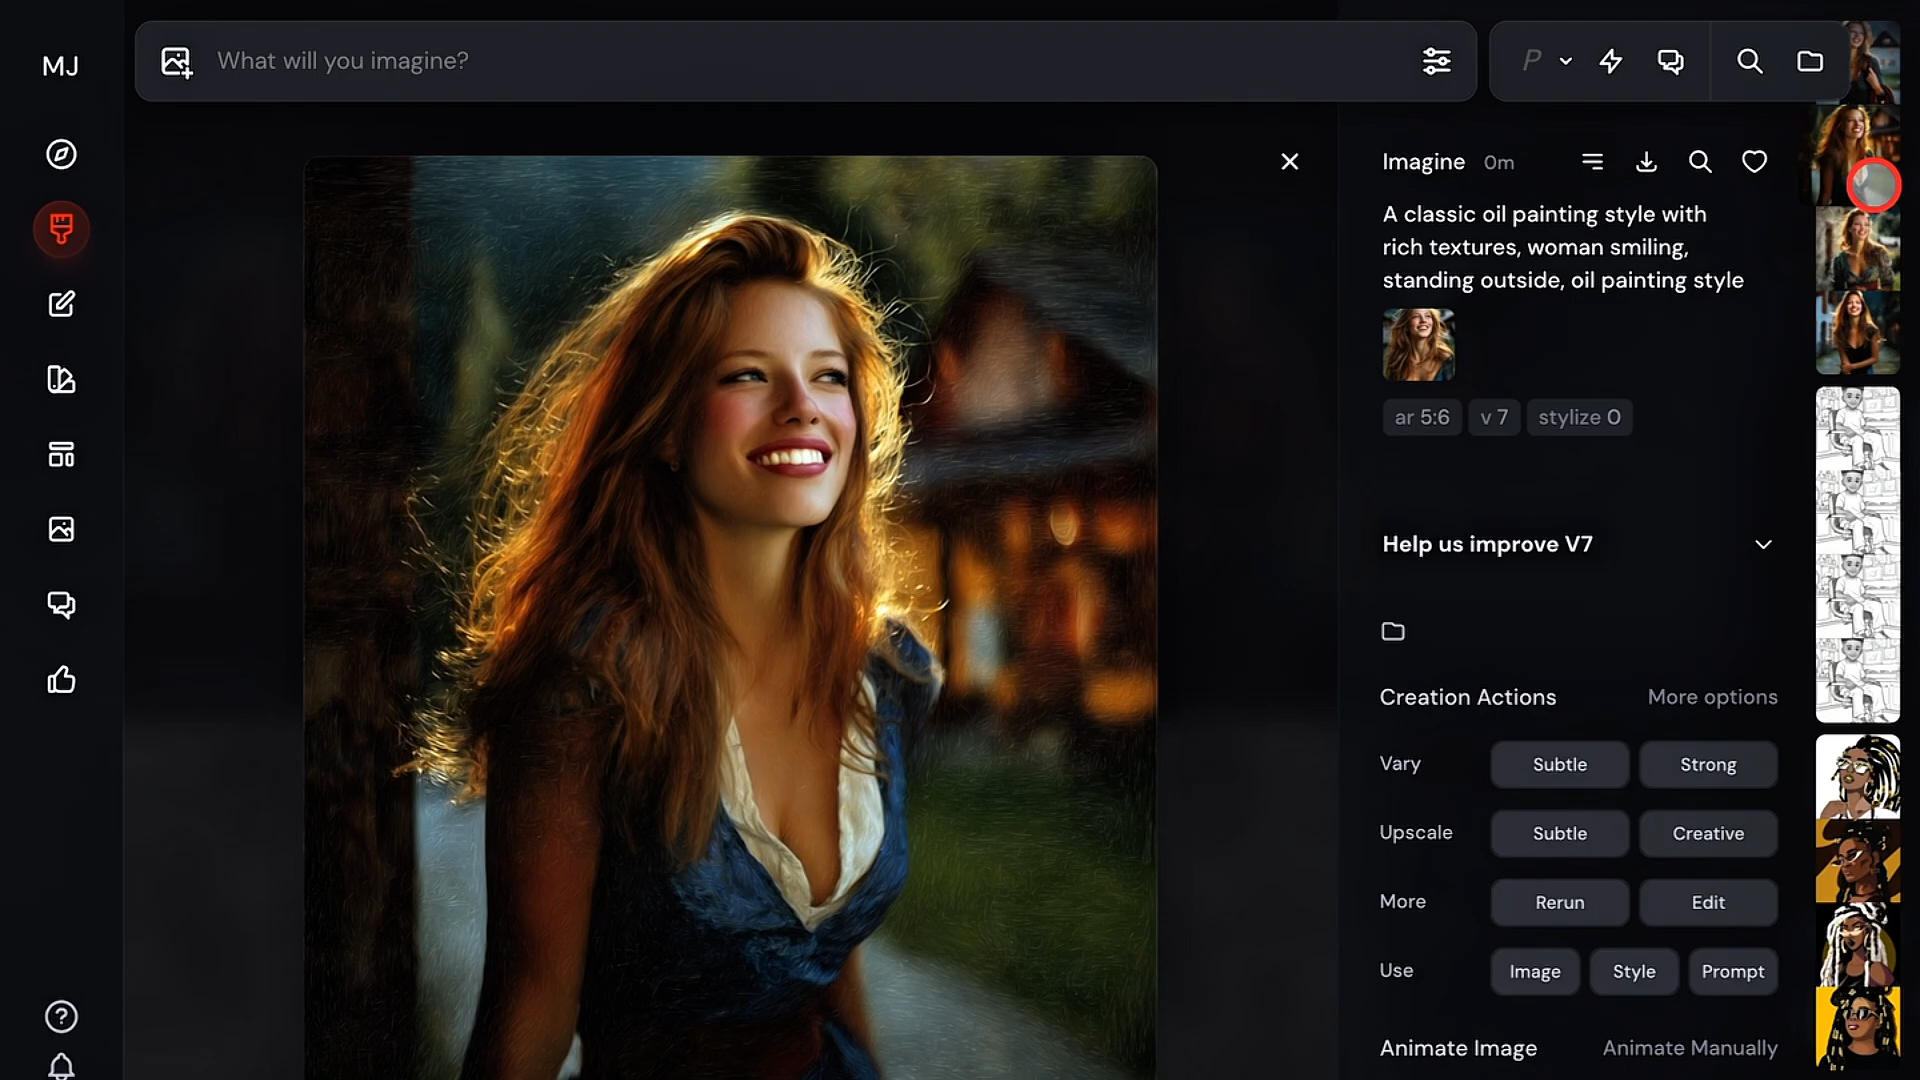 MJ
What will you imagine?
P
Imagine 0m
A classic oil painting style with
rich textures, woman smiling,
standing outside, oil painting style
ar 5:6 v 7 stylize 0
Help us improve V7
Creation Actions More options
Vary Subtle Strong
Upscale Subtle Creative
More Rerun Edit
Use Image Style Prompt
Animate Image Animate Manually